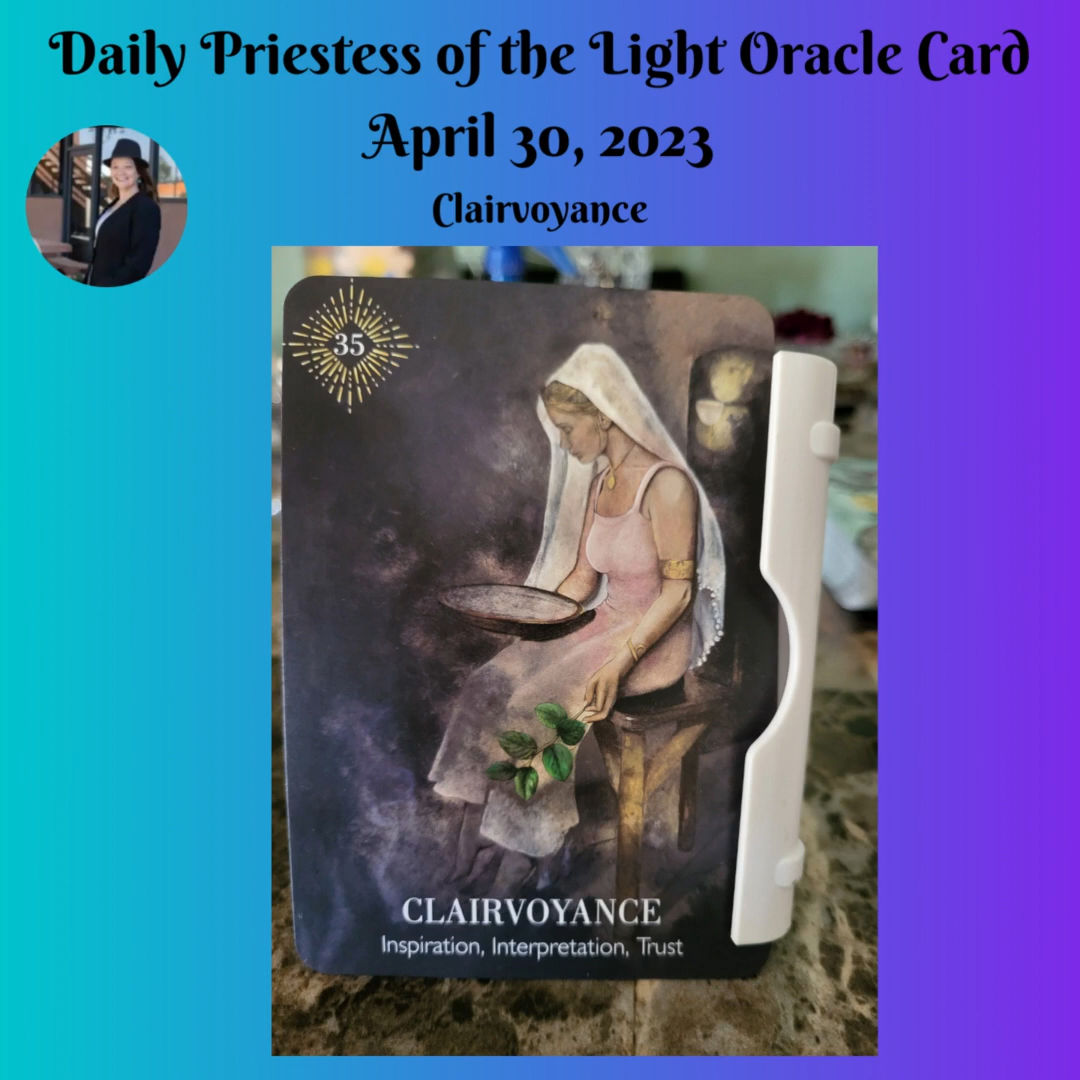 Daily Priestess of the Light Oracle Card
April 30, 2023
Clairvoyance
35
CLAIRVOYANCE
Inspiration, Interpretation, Trust